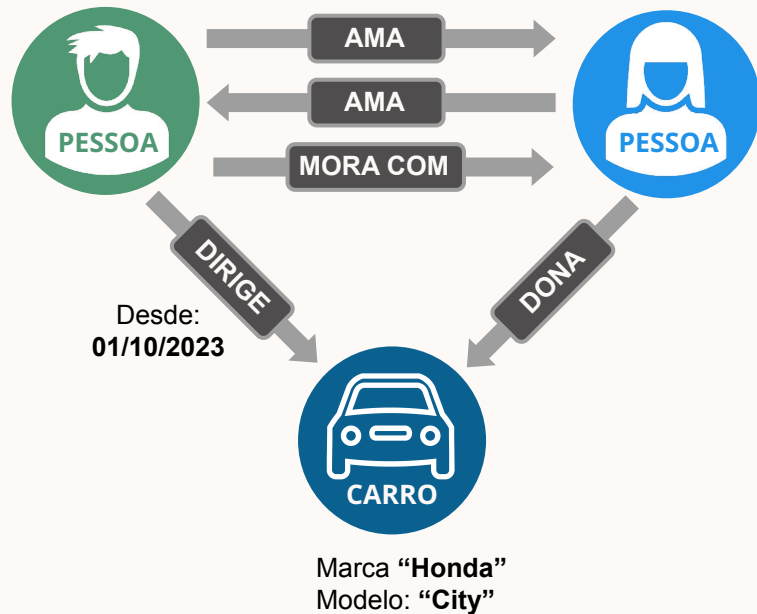 AMA
AMA
PESSOA
PESSOA
MORA COM
DIRIGE
DONA
Desde:
01/10/2023
CARRO
Marca “Honda”
Modelo: “City”